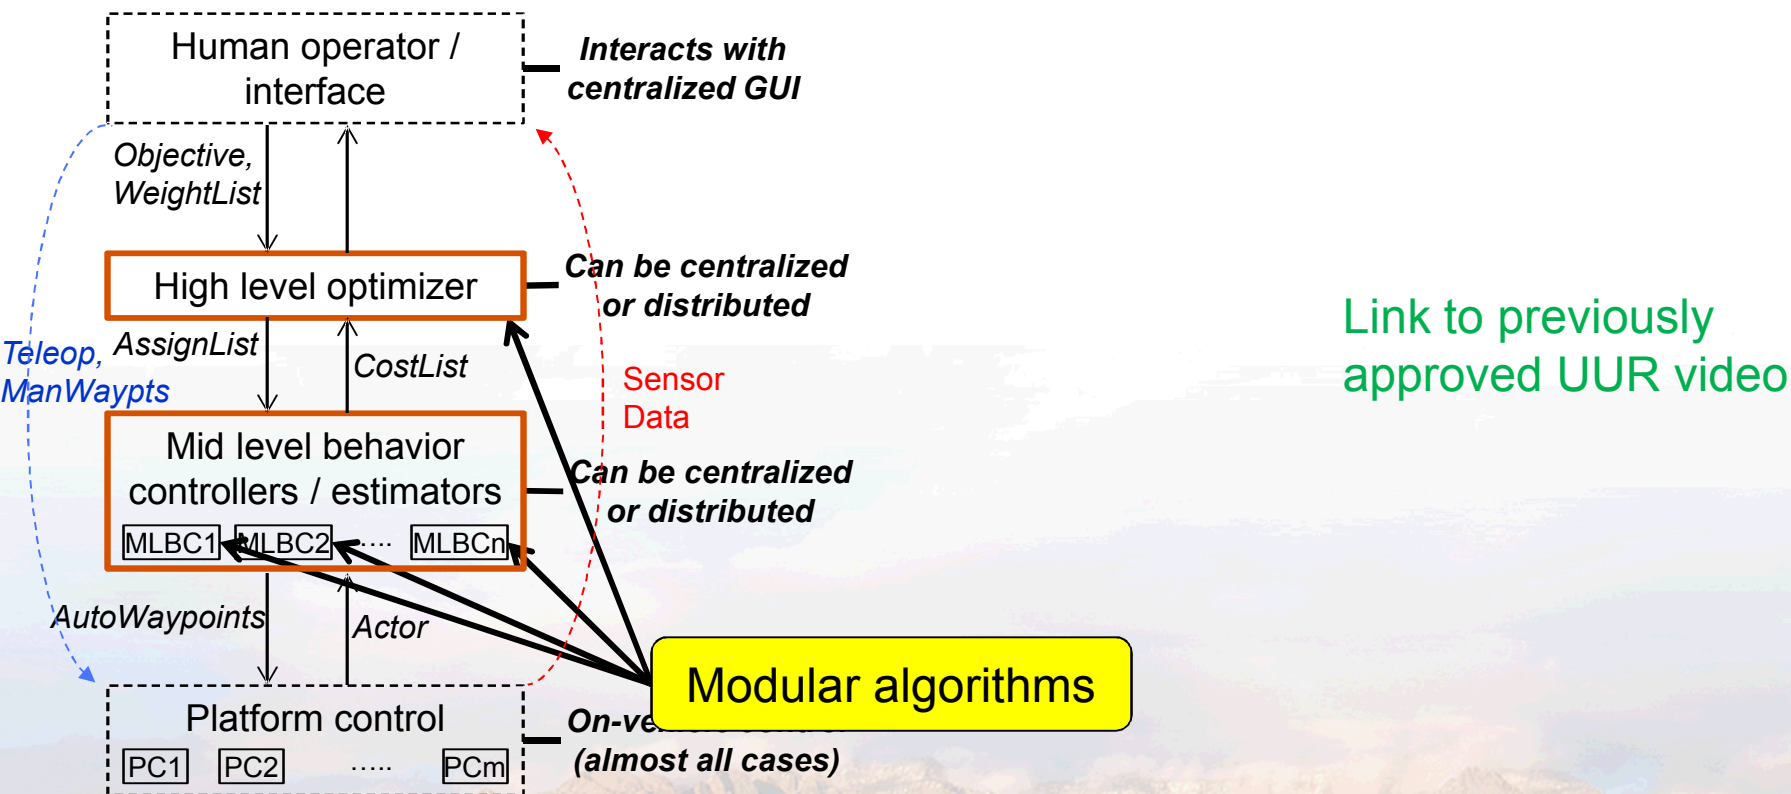 Human operator /
interface
Interacts with
centralized GUI
Objective,
WeightList
High level optimizer
Can be centralized
or distributed
Teleop,
ManWaypts
AssignList
CostList
Sensor
Data
Link to previously
approved UUR video
Mid level behavior
controllers / estimators
MLBC1 MLBC2 .... MLBCn
Can be centralized
or distributed
AutoWaypoints
Actor
Modular algorithms
Platform control
PC1 PC2 ..... PCm
(almost all cases)